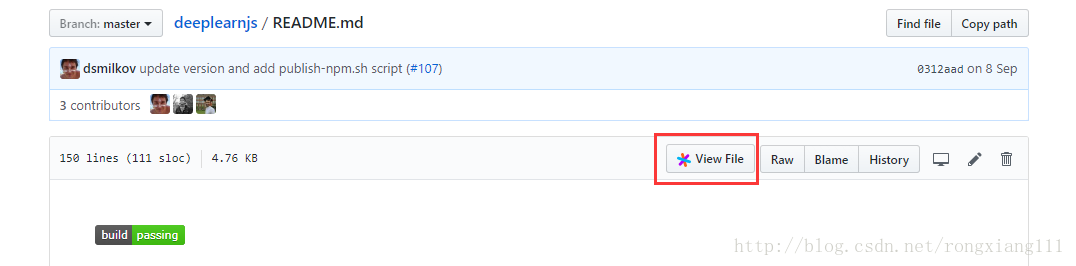 Branch: master deeplearnjs / README.md Find file Copy path
dsmilkov update version and add publish-npm.sh script (#107) 0312aad on 8 Sep
3 contributors
150 lines (111 sloc) 4.76 KB View File Raw Blame History
build passing
http://blog.csdn.net/rongxiang111